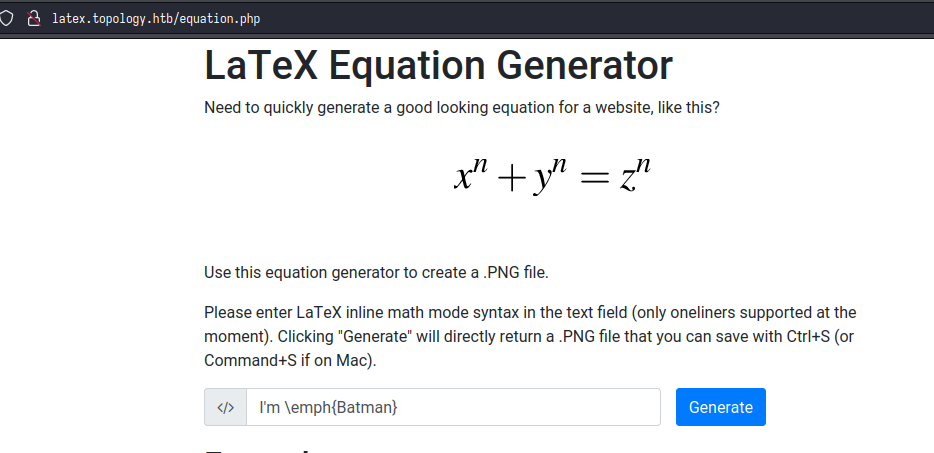 latex.topology.htb/equation.php
LaTeX Equation Generator
Need to quickly generate a good looking equation for a website, like this?
xⁿ + yⁿ = zⁿ
Use this equation generator to create a .PNG file.
Please enter LaTeX inline math mode syntax in the text field (only oneliners supported at the
moment). Clicking "Generate" will directly return a .PNG file that you can save with Ctrl+S (or
Command+S if on Mac).
</> I'm \emph{Batman} Generate